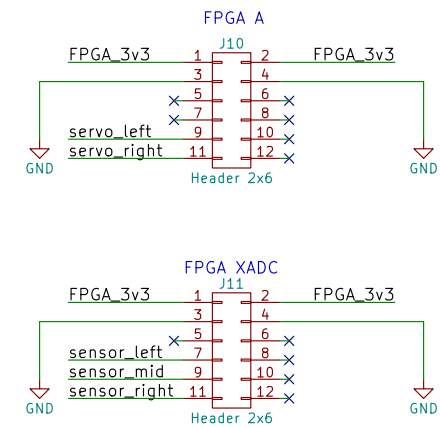 FPGA A
J10
FPGA_3v3 1 2 FPGA_3v3
3 4
5 6
7 8
servo_left 9 10
servo_right 11 12
GND Header 2x6 GND
FPGA XADC
J11
FPGA_3v3 1 2 FPGA_3v3
3 4
5 6
sensor_left 7 8
sensor_mid 9 10
sensor_right 11 12
GND Header 2x6 GND